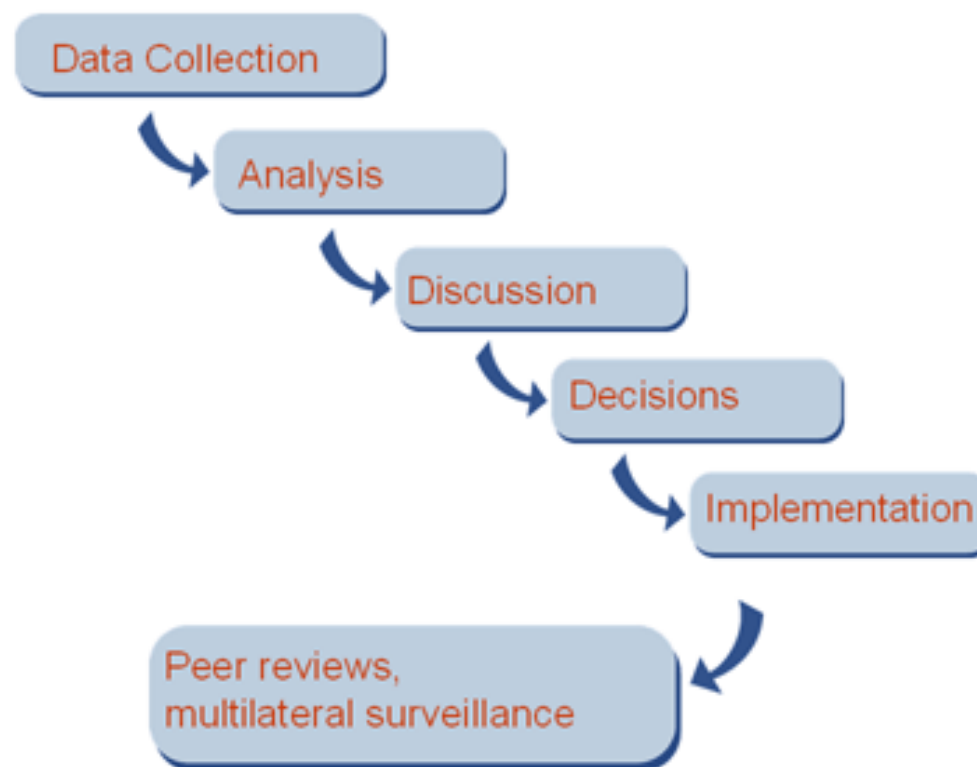 Data Collection
Analysis
Discussion
Decisions
Implementation
Peer reviews,
multilateral surveillance